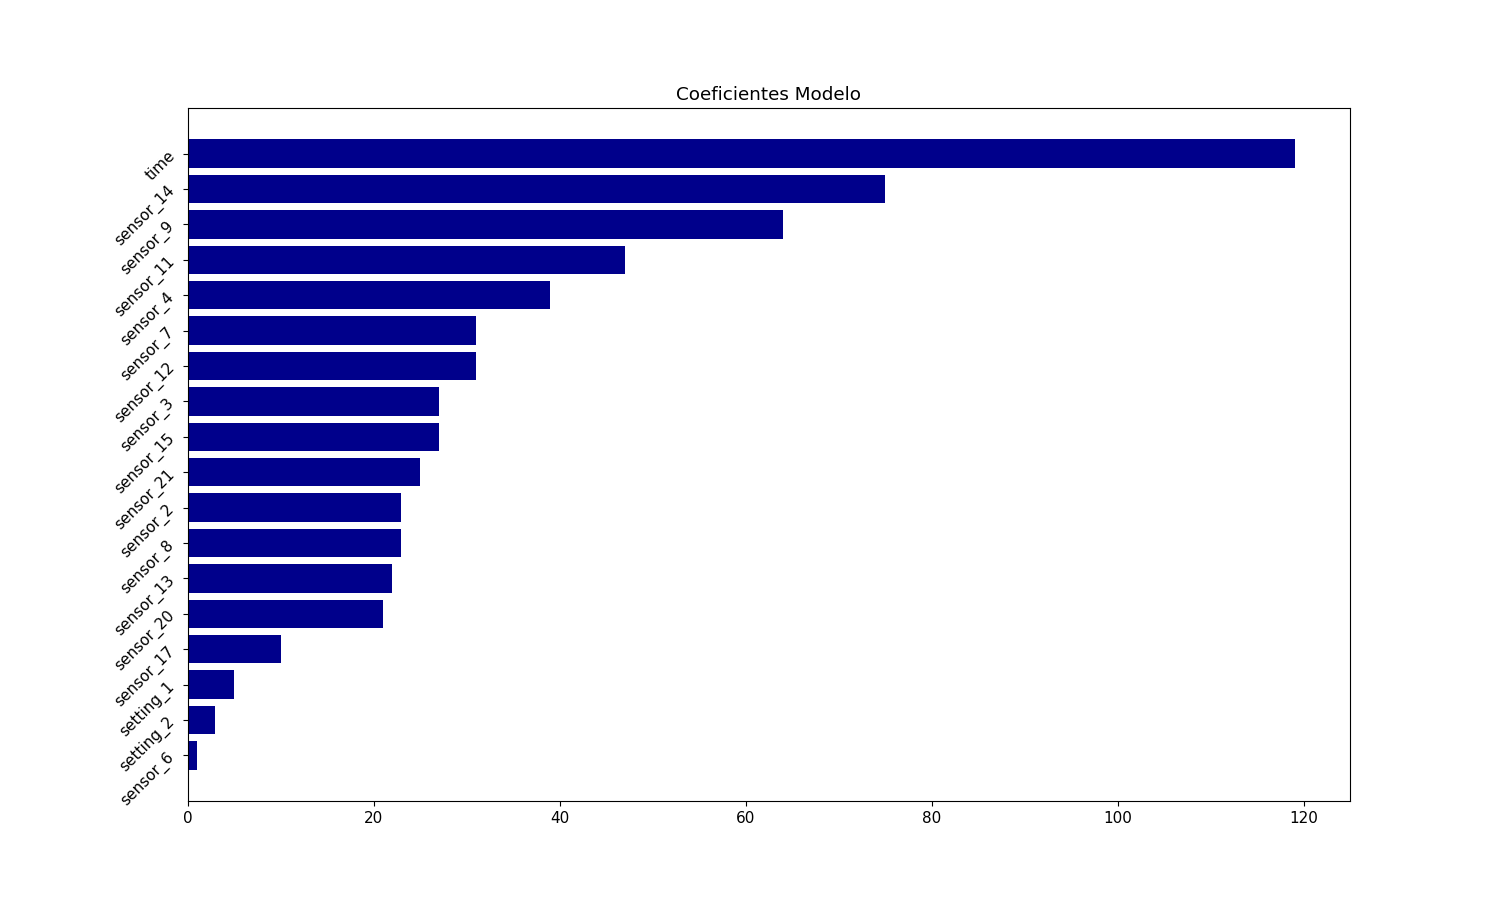 Coeficientes Modelo
time
sensor_14
sensor_9
sensor_11
sensor_4
sensor_7
sensor_12
sensor_3
sensor_15
sensor_21
sensor_2
sensor_8
sensor_13
sensor_20
sensor_17
setting_1
setting_2
sensor_6
0 20 40 60 80 100 120